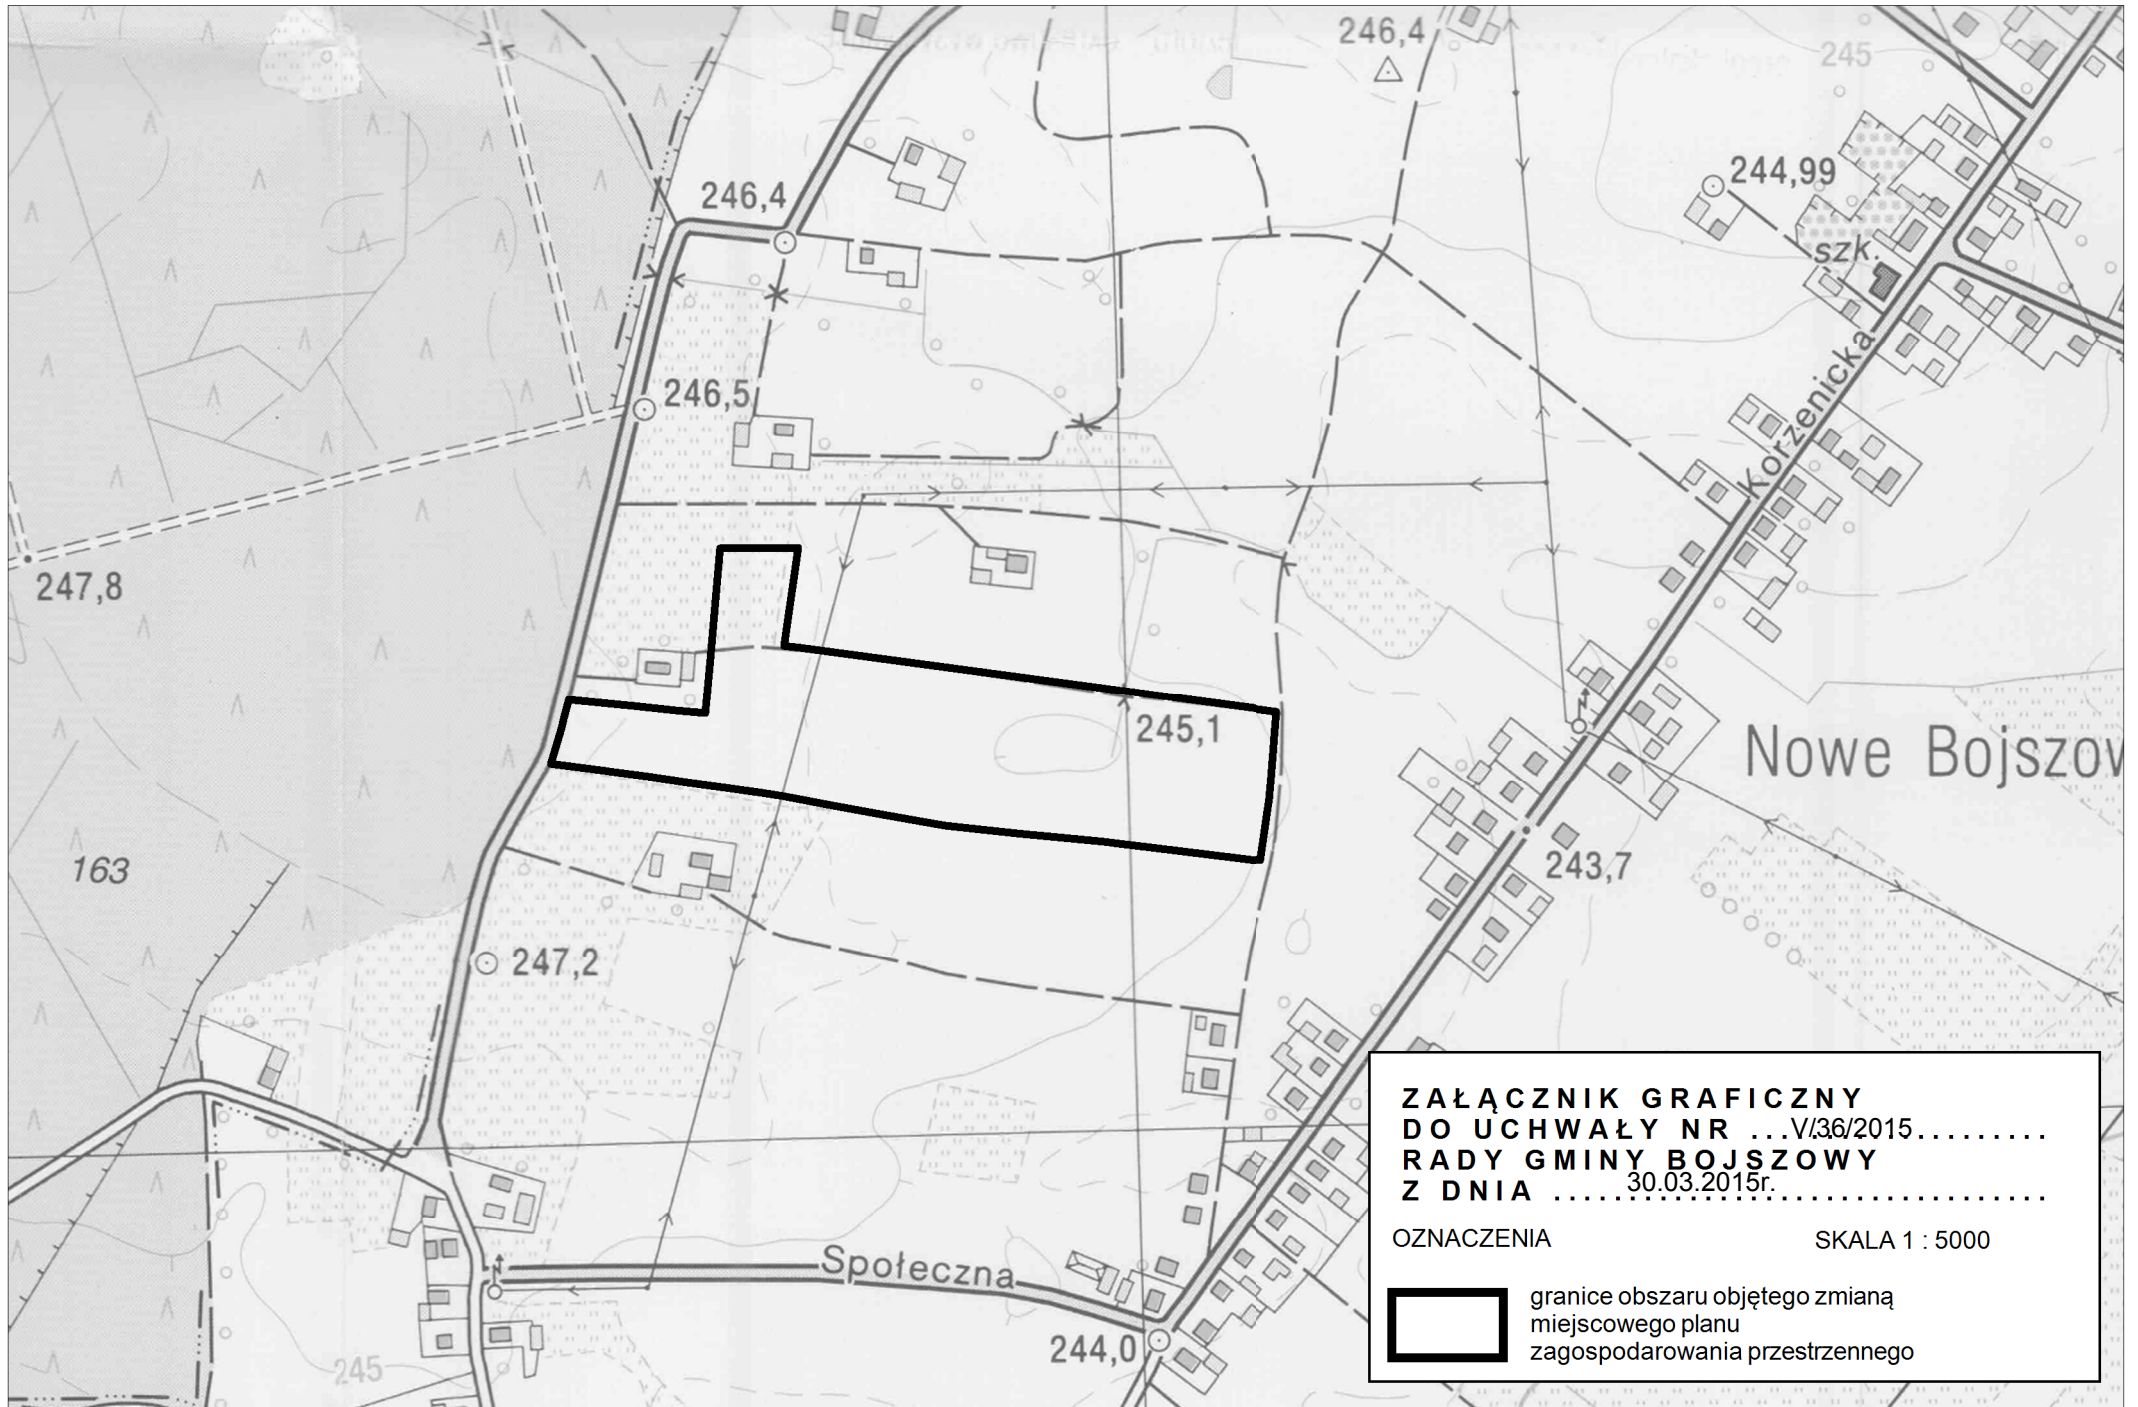 246,4
245
244,99
246,4
szk.
Korzenicka
246,5
247,8
245,1
Nowe Bojszow
243,7
163
247,2
Społeczna
244,0
245
ZAŁĄCZNIK GRAFICZNY
DO UCHWAŁY NR ...V/36/2015...........
RADY GMINY BOJSZOWY
Z DNIA ....30.03.2015r..................
OZNACZENIA
SKALA 1 : 5000
granice obszaru objętego zmianą
miejscowego planu
zagospodarowania przestrzennego